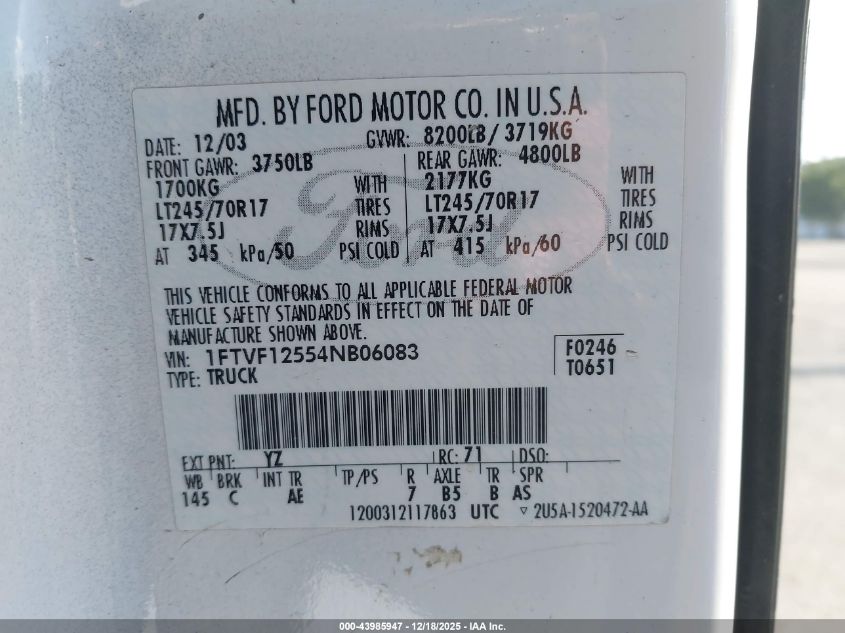 MFD. BY FORD MOTOR CO. IN U.S.A.
DATE: 12/03 GVWR: 8200LB/ 3719KG
FRONT GAWR: 3750LB REAR GAWR: 4800LB
1700KG WITH 2177KG WITH
LT245/70R17 TIRES LT245/70R17 TIRES
17X7.5J RIMS 17X7.5J RIMS
AT 345 kPa/50 PSI COLD AT 415 kPa/60 PSI COLD
Ford
THIS VEHICLE CONFORMS TO ALL APPLICABLE FEDERAL MOTOR
VEHICLE SAFETY STANDARDS IN EFFECT ON THE DATE OF
MANUFACTURE SHOWN ABOVE.
VIN: 1FTVF12554NB06083 F0246
TYPE: TRUCK T0651
EXT PNT: YZ RC: 71 DSO:
WB BRK INT TR TP/PS R AXLE TR SPR
145 C AE 7 B5 B AS
1200312117863 UTC ▽ 2U5A-1520472-AA
000-43985947 - 12/18/2025 - IAA Inc.